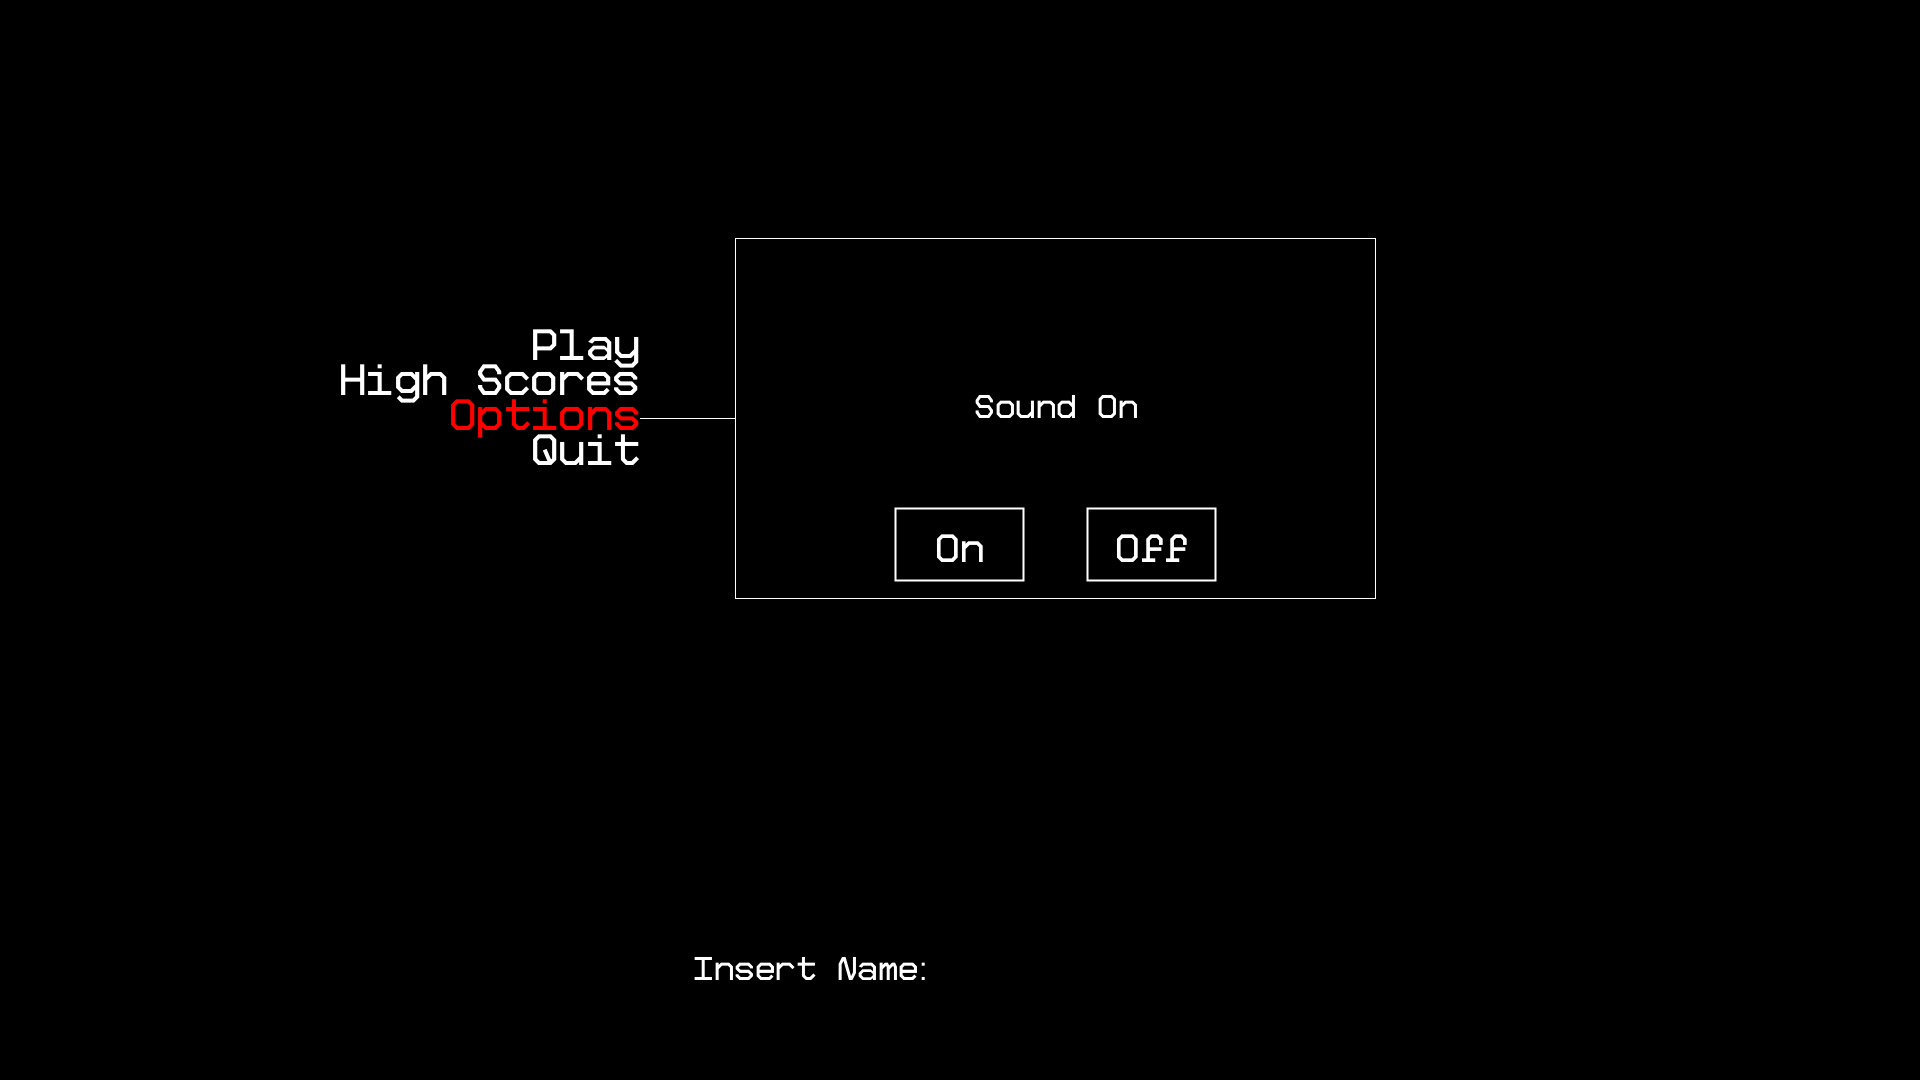 Play
High Scores
Options
Quit
Sound On
On
Off
Insert Name: